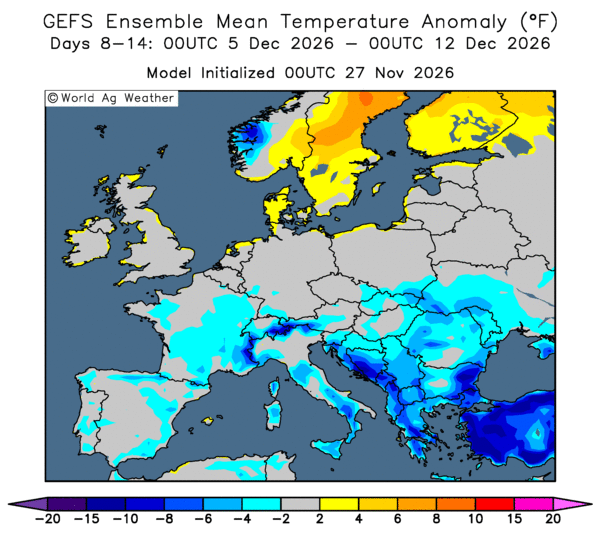 GEFS Ensemble Mean Temperature Anomaly (°F)
Days 8-14: 00UTC 5 Dec 2026 - 00UTC 12 Dec 2026
Model Initialized 00UTC 27 Nov 2026
© World Ag Weather
-20 -15 -10 -8 -6 -4 -2 2 4 6 8 10 15 20